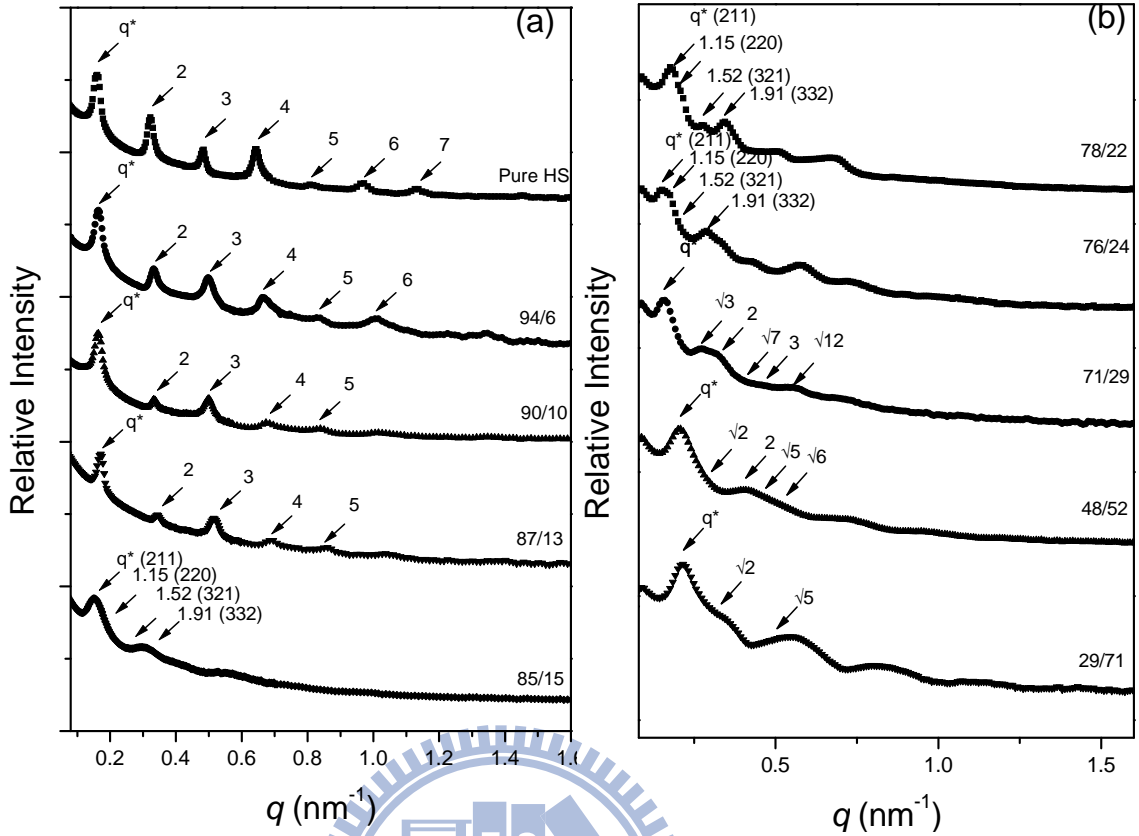 (a)
q*
2
3
4
5
6
7
Pure HS
q*
2
3
4
5
6
94/6
q*
2
3
4
5
90/10
q*
2
3
4
5
87/13
q* (211)
1.15 (220)
1.52 (321)
1.91 (332)
85/15
Relative Intensity
0.2 0.4 0.6 0.8 1.0 1.2 1.4 1.6
q (nm-1)
(b)
q* (211)
1.15 (220)
1.52 (321)
1.91 (332)
78/22
q* (211)
1.15 (220)
1.52 (321)
1.91 (332)
76/24
q*
√3
2
√7
3
√12
71/29
q*
√2
2
√5
√6
48/52
q*
√2
√5
29/71
Relative Intensity
0.5 1.0 1.5
q (nm-1)